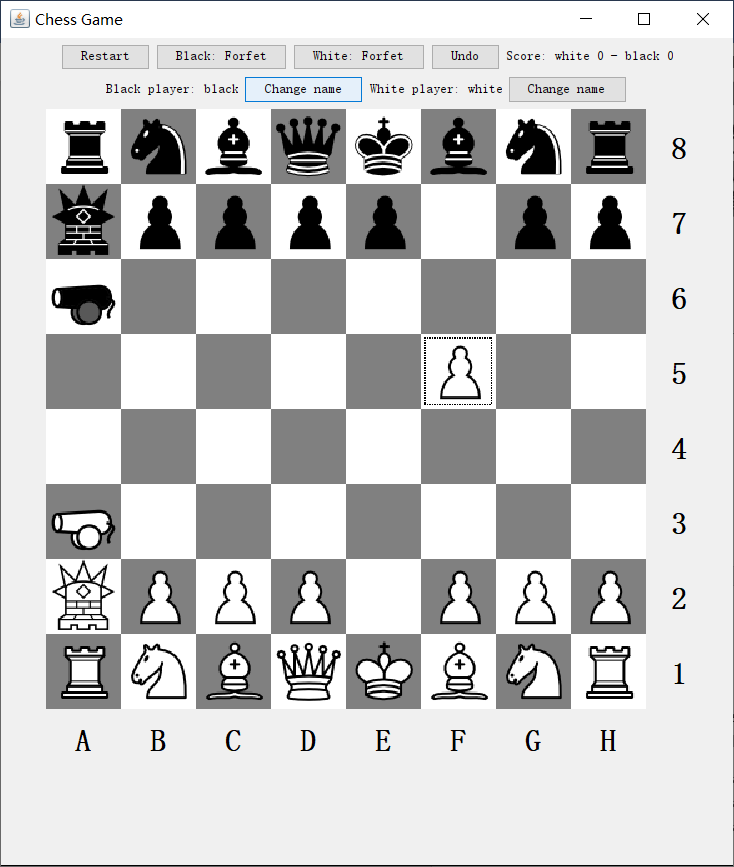 Chess Game
Restart Black: Forfet White: Forfet Undo Score: white 0 - black 0
Black player: black Change name White player: white Change name
8
7
6
5
4
3
2
1
A B C D E F G H